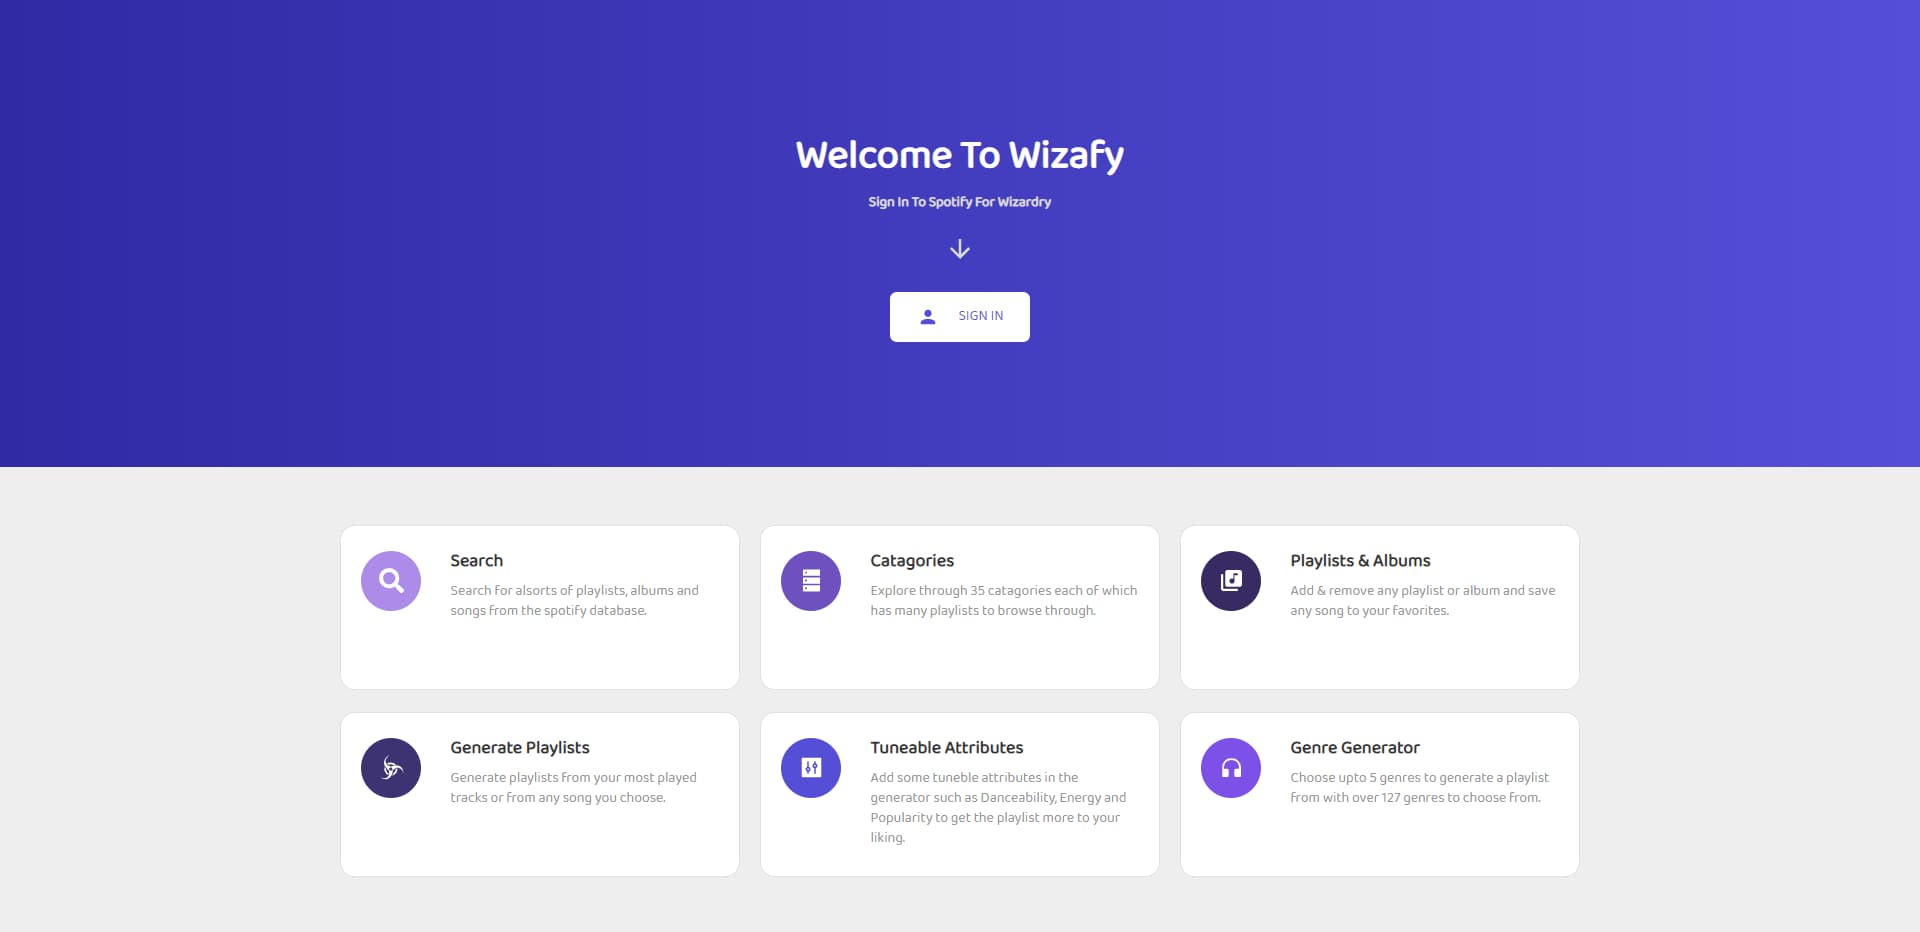 Welcome To Wizafy
Sign In To Spotify For Wizardry
SIGN IN
Search
Search for alsorts of playlists, albums and
songs from the spotify database.
Catagories
Explore through 35 catagories each of which
has many playlists to browse through.
Playlists & Albums
Add & remove any playlist or album and save
any song to your favorites.
Generate Playlists
Generate playlists from your most played
tracks or from any song you choose.
Tuneable Attributes
Add some tuneble attributes in the
generator such as Danceability, Energy and
Popularity to get the playlist more to your
liking.
Genre Generator
Choose upto 5 genres to generate a playlist
from with over 127 genres to choose from.